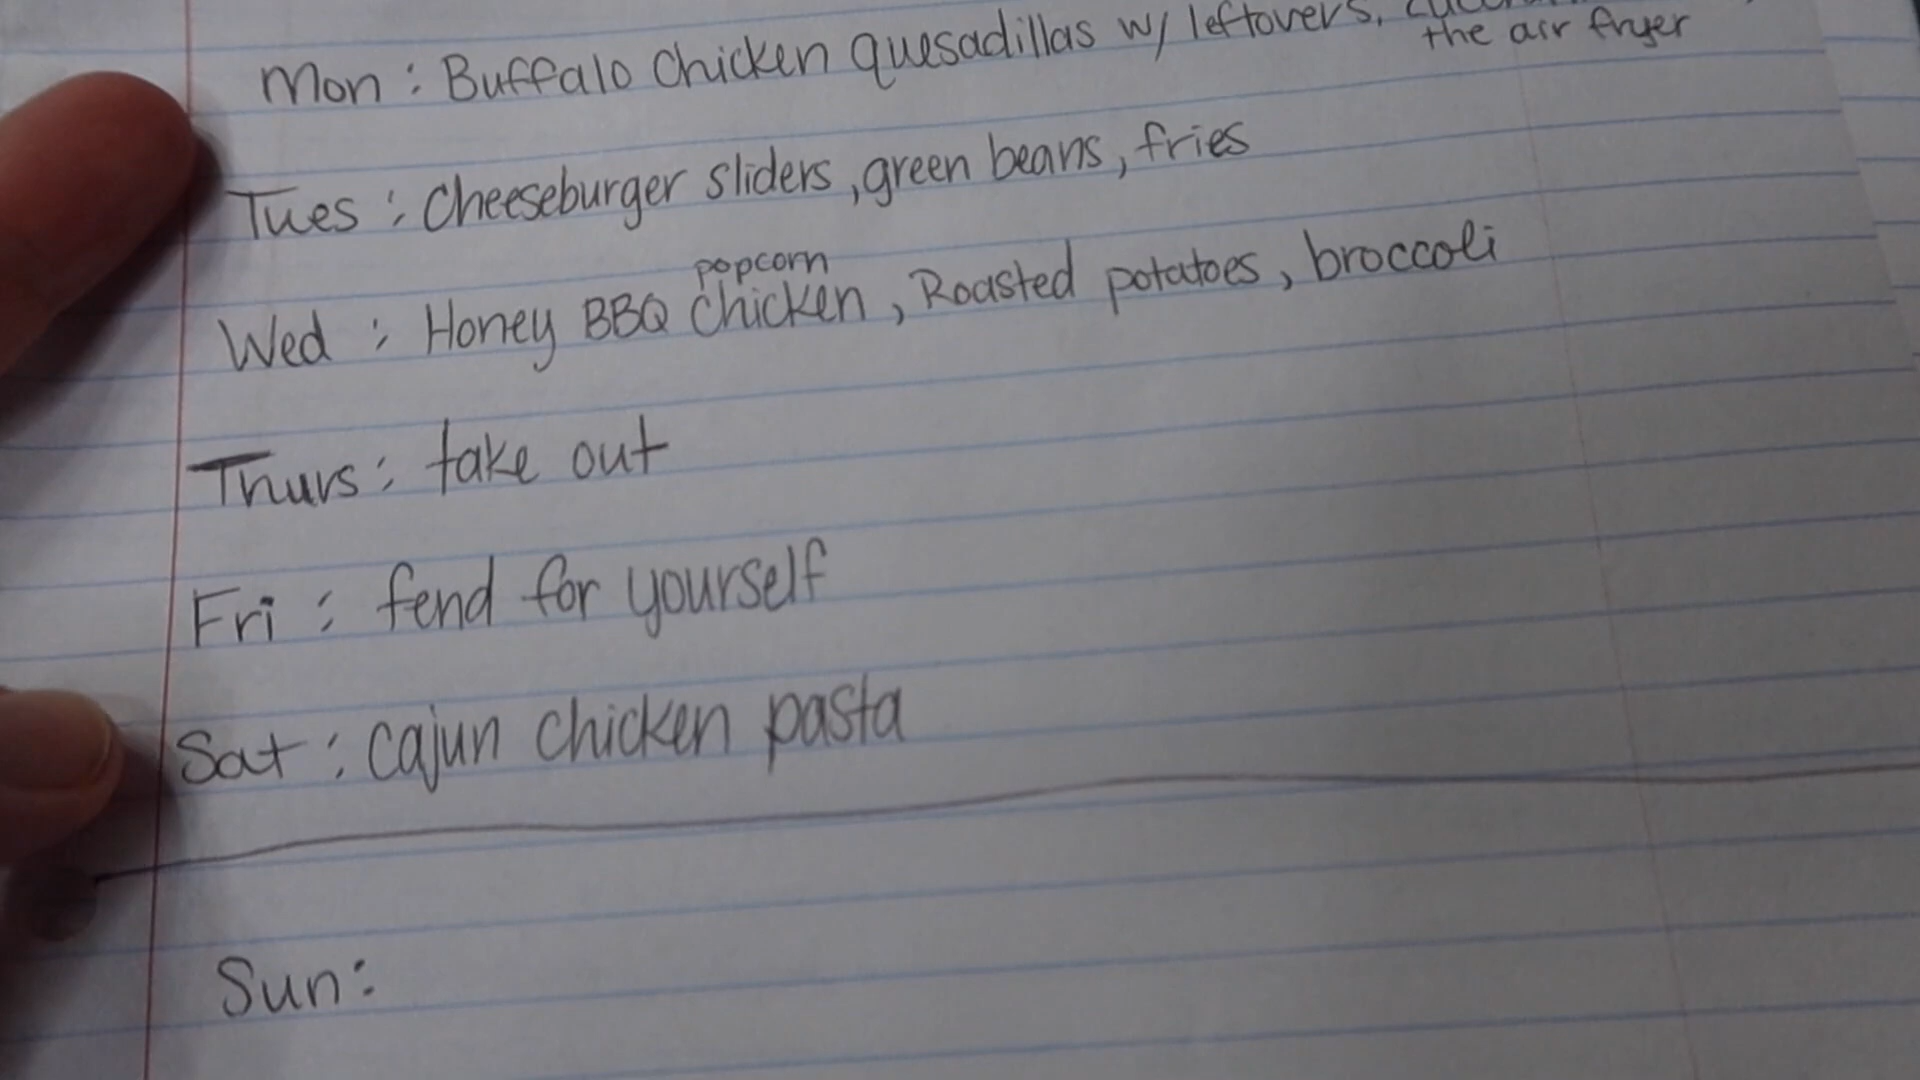 Mon : Buffalo chicken quesadillas w/ leftovers,
the air fryer
Tues : Cheeseburger sliders, green beans, fries
popcorn
Wed : Honey BBQ chicken, Roasted potatoes, broccoli
Thurs : take out
Fri : fend for yourself
Sat : cajun chicken pasta
Sun :